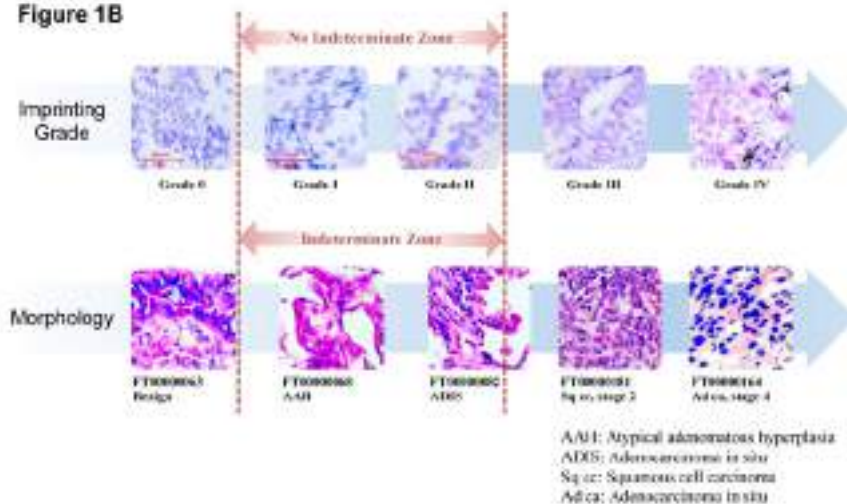 Figure 1B
No Indeterminate Zone
Imprinting
Grade
Grade 0
Grade I
Grade II
Grade III
Grade IV
Indeterminate Zone
Morphology
Benign
AAH
ADIS
Sq cc, stage 2
Ad ca, stage 4
AAH: Atypical adenomatous hyperplasia
ADIS: Adenocarcinoma in situ
Sq cc: Squamous cell carcinoma
Ad ca: Adenocarcinoma in situ